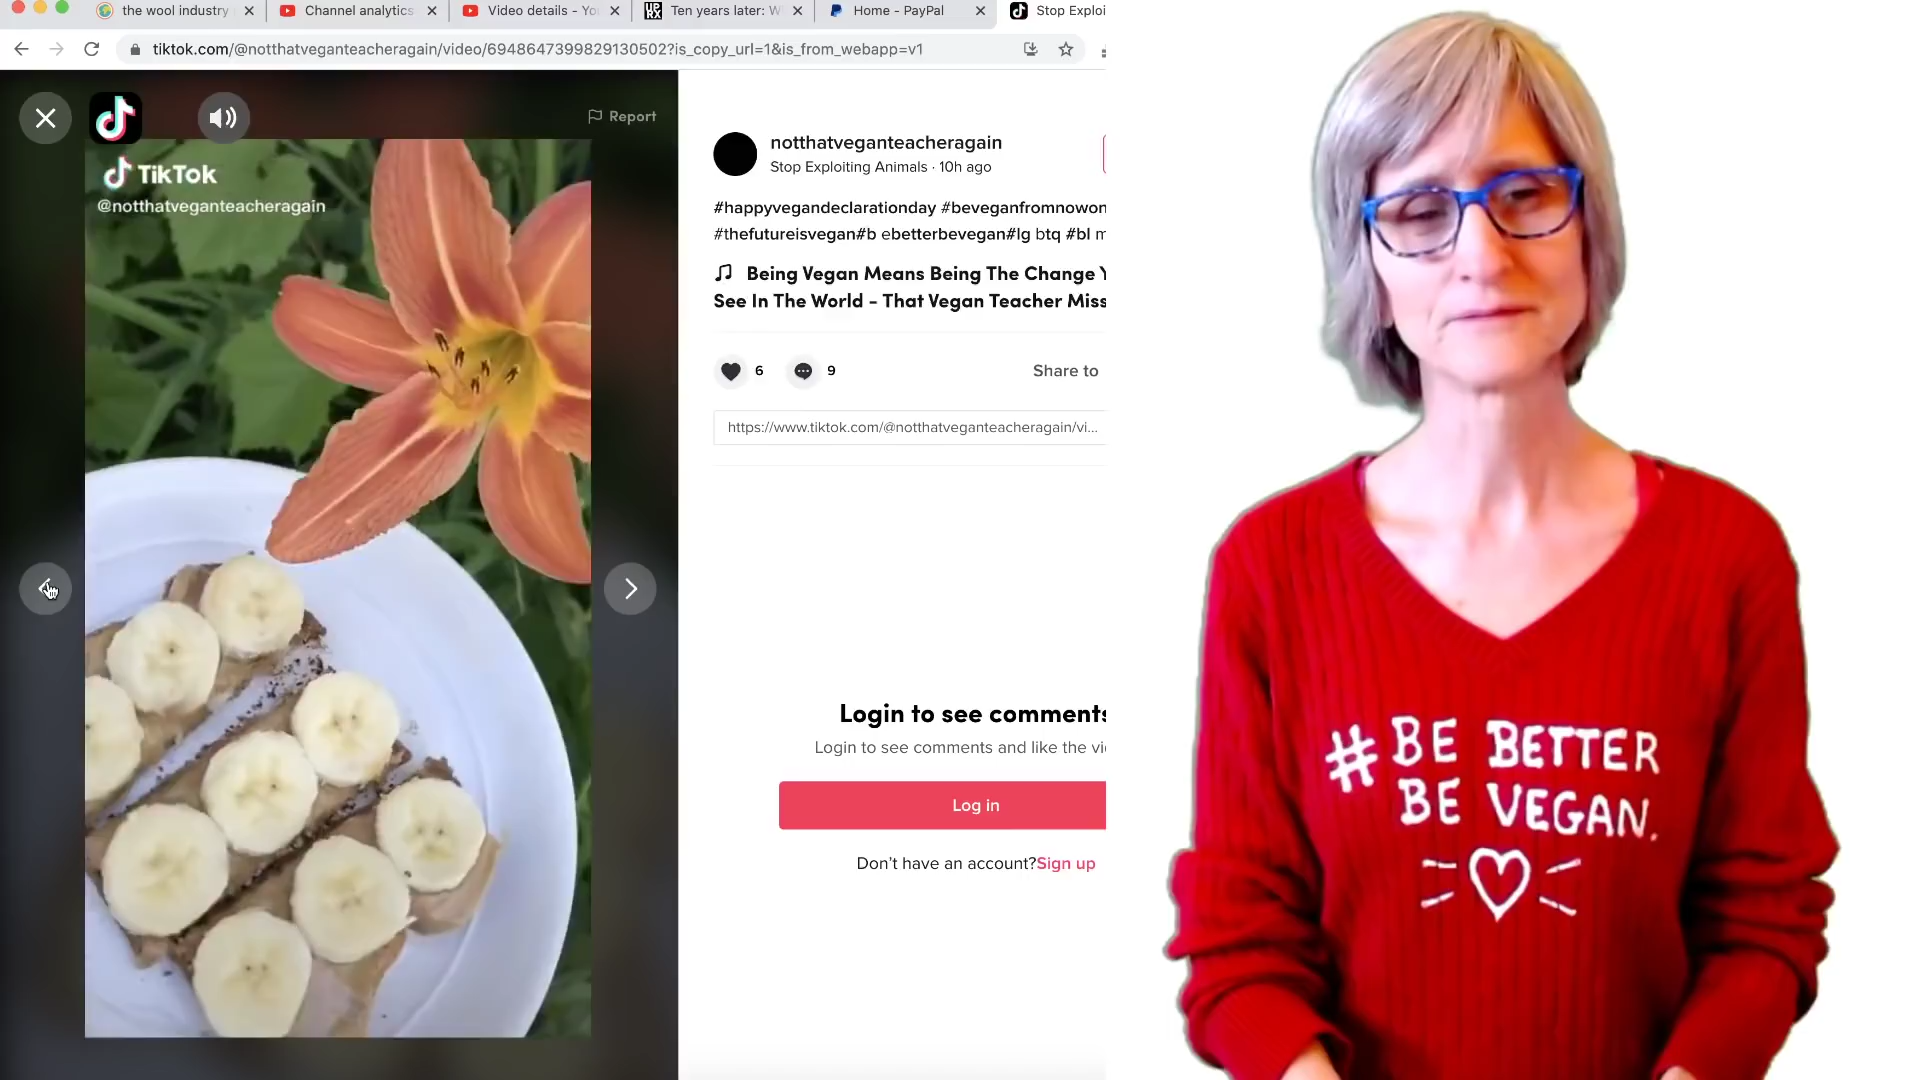 the wool industry
Channel analytics
Video details - Yo
UPRX
Ten years later: W
Home - PayPal
Stop Exploi
tiktok.com/@notthatveganteacheragain/video/6948647399829130502?is_copy_url=1&is_from_webapp=v1
Report
TikTok
@notthatveganteacheragain
notthatveganteacheragain
Stop Exploiting Animals · 10h ago
#happyvegandeclarationday #beveganfromnowon
#thefutureisvegan#b ebetterbevegan#lg btq #bl m
Being Vegan Means Being The Change Y
See In The World - That Vegan Teacher Miss
6
9
Share to
https://www.tiktok.com/@notthatveganteacheragain/vi...
Login to see comments
Login to see comments and like the vi
Log in
Don't have an account?Sign up
#BE BETTER
BE VEGAN.